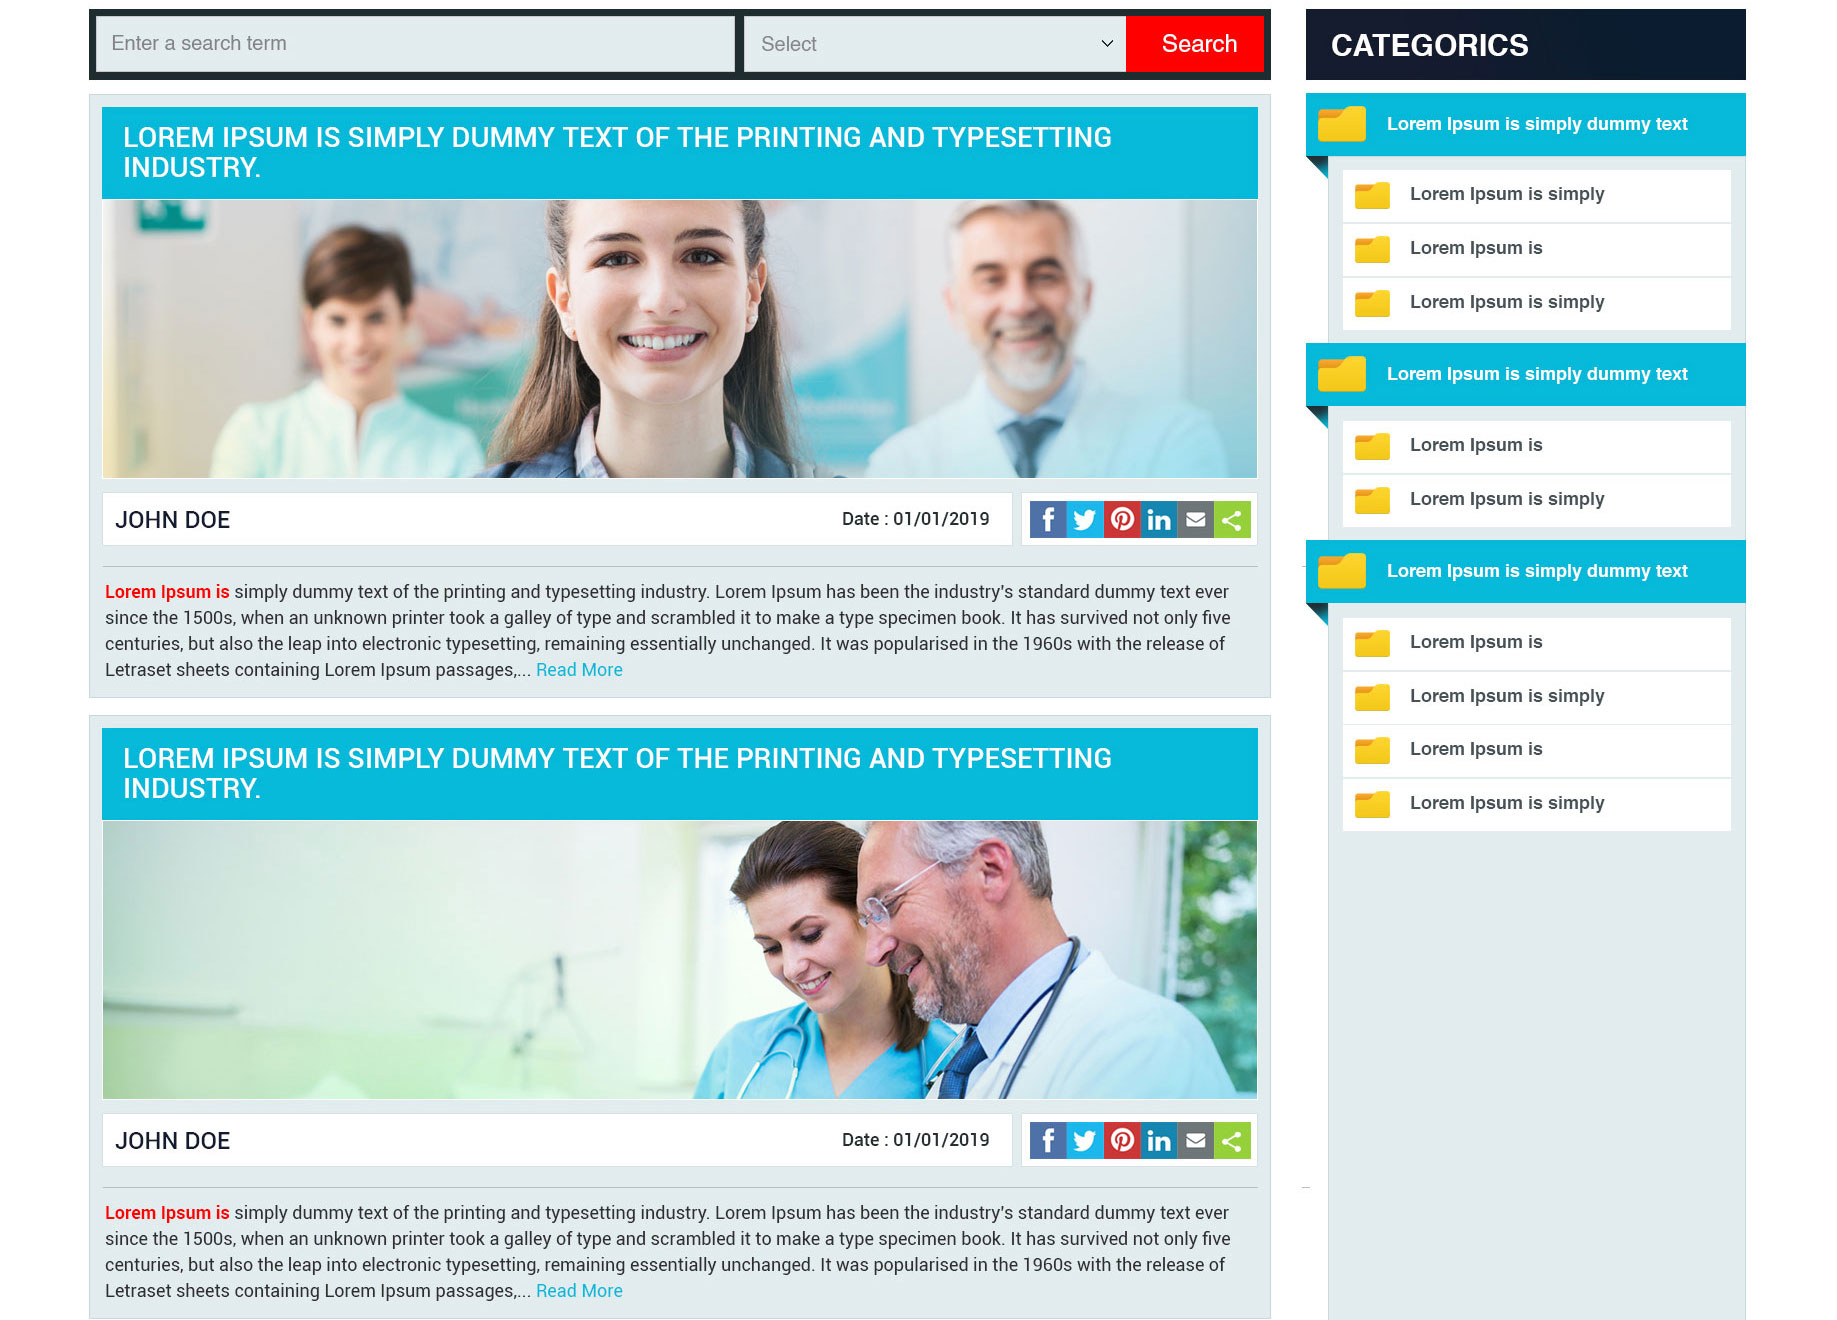 Enter a search term
Select
Search
LOREM IPSUM IS SIMPLY DUMMY TEXT OF THE PRINTING AND TYPESETTING
INDUSTRY.
JOHN DOE
Date : 01/01/2019
Lorem Ipsum is simply dummy text of the printing and typesetting industry. Lorem Ipsum has been the industry's standard dummy text ever
since the 1500s, when an unknown printer took a galley of type and scrambled it to make a type specimen book. It has survived not only five
centuries, but also the leap into electronic typesetting, remaining essentially unchanged. It was popularised in the 1960s with the release of
Letraset sheets containing Lorem Ipsum passages,... Read More
LOREM IPSUM IS SIMPLY DUMMY TEXT OF THE PRINTING AND TYPESETTING
INDUSTRY.
JOHN DOE
Date : 01/01/2019
Lorem Ipsum is simply dummy text of the printing and typesetting industry. Lorem Ipsum has been the industry's standard dummy text ever
since the 1500s, when an unknown printer took a galley of type and scrambled it to make a type specimen book. It has survived not only five
centuries, but also the leap into electronic typesetting, remaining essentially unchanged. It was popularised in the 1960s with the release of
Letraset sheets containing Lorem Ipsum passages,... Read More
CATEGORICS
Lorem Ipsum is simply dummy text
Lorem Ipsum is simply
Lorem Ipsum is
Lorem Ipsum is simply
Lorem Ipsum is simply dummy text
Lorem Ipsum is
Lorem Ipsum is simply
Lorem Ipsum is simply dummy text
Lorem Ipsum is
Lorem Ipsum is simply
Lorem Ipsum is
Lorem Ipsum is simply